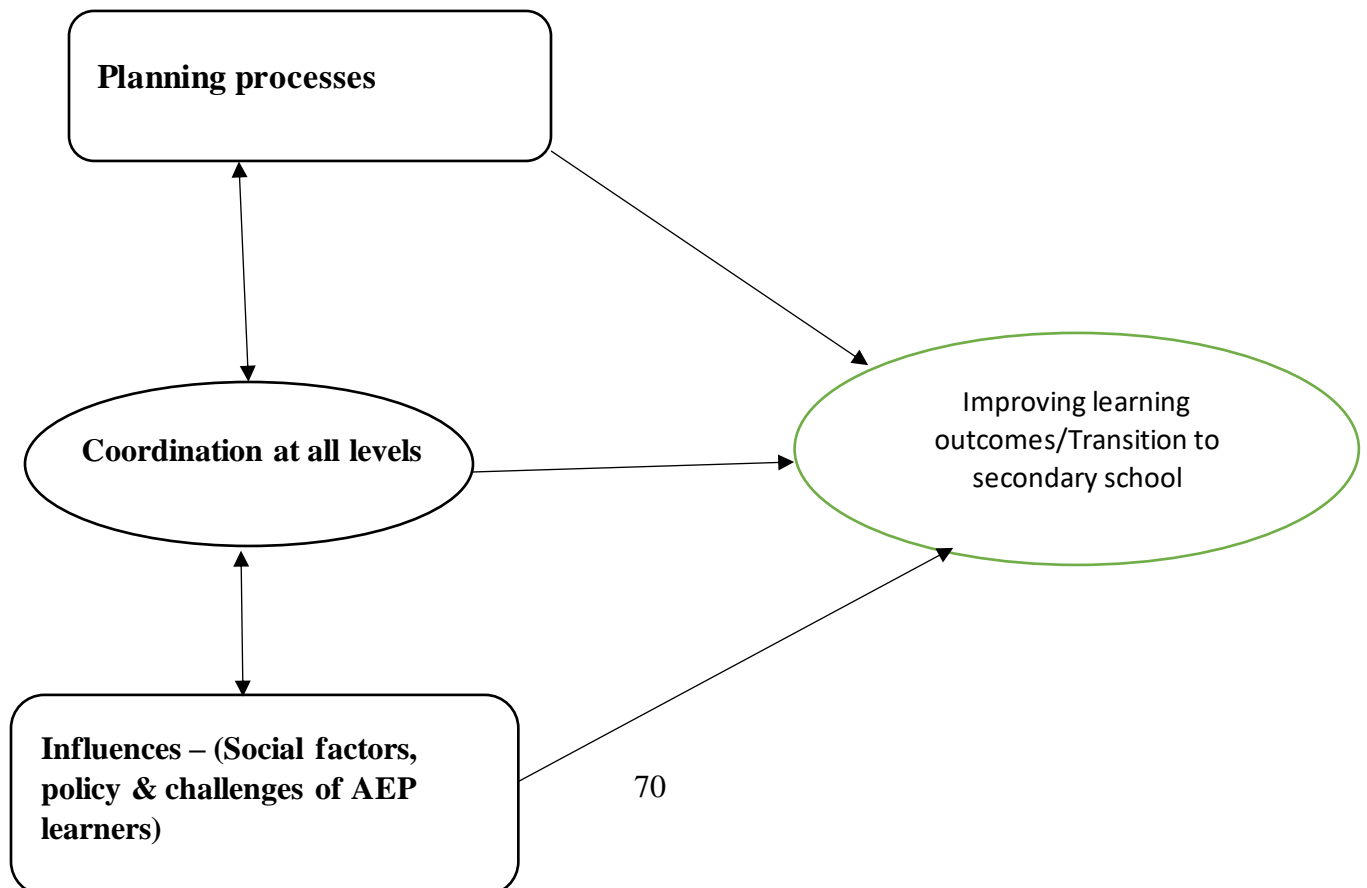 Planning processes
Coordination at all levels
Improving learning
outcomes/Transition to
secondary school
Influences – (Social factors,
policy & challenges of AEP
learners)
70